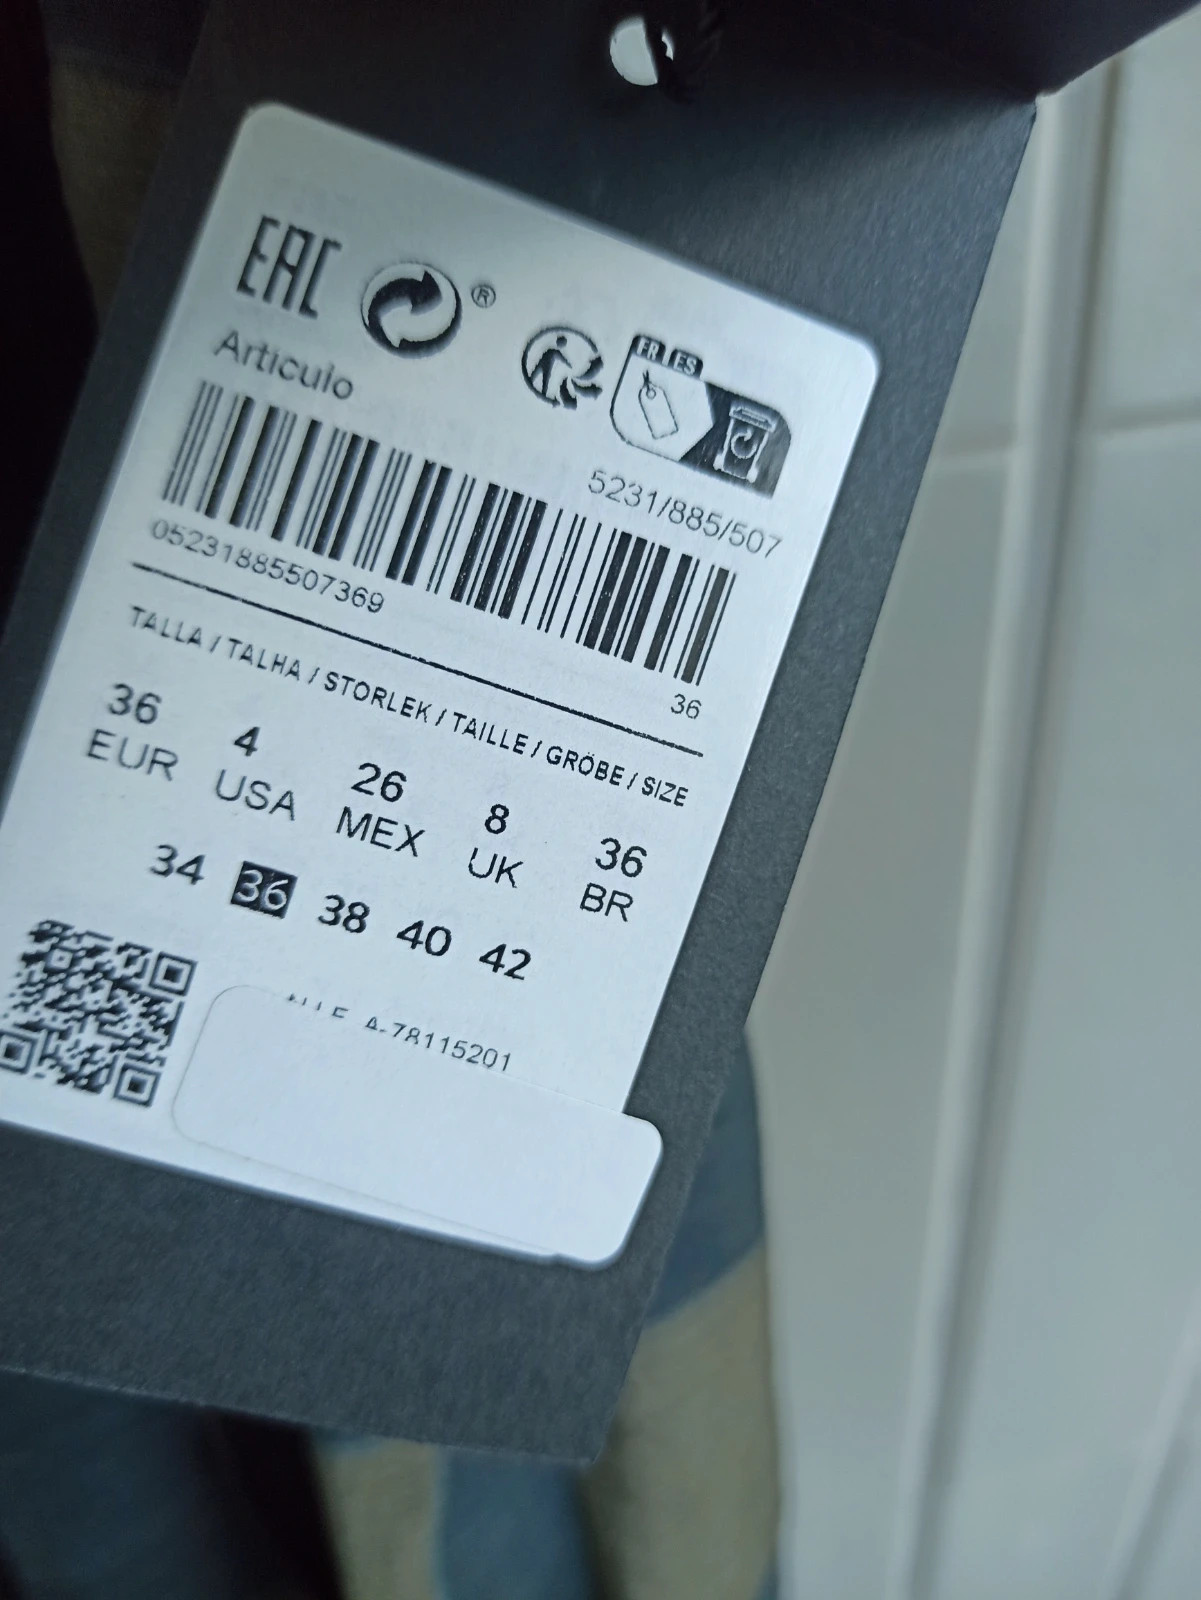 EAC
®
FR ES
Artículo
5231/885/507
05231885507369
36
TALLA / TALHA / STORLEK / TAILLE / GRÖBE / SIZE
36 4 26 8 36
EUR USA MEX UK BR
34 36 38 40 42
A-78115201